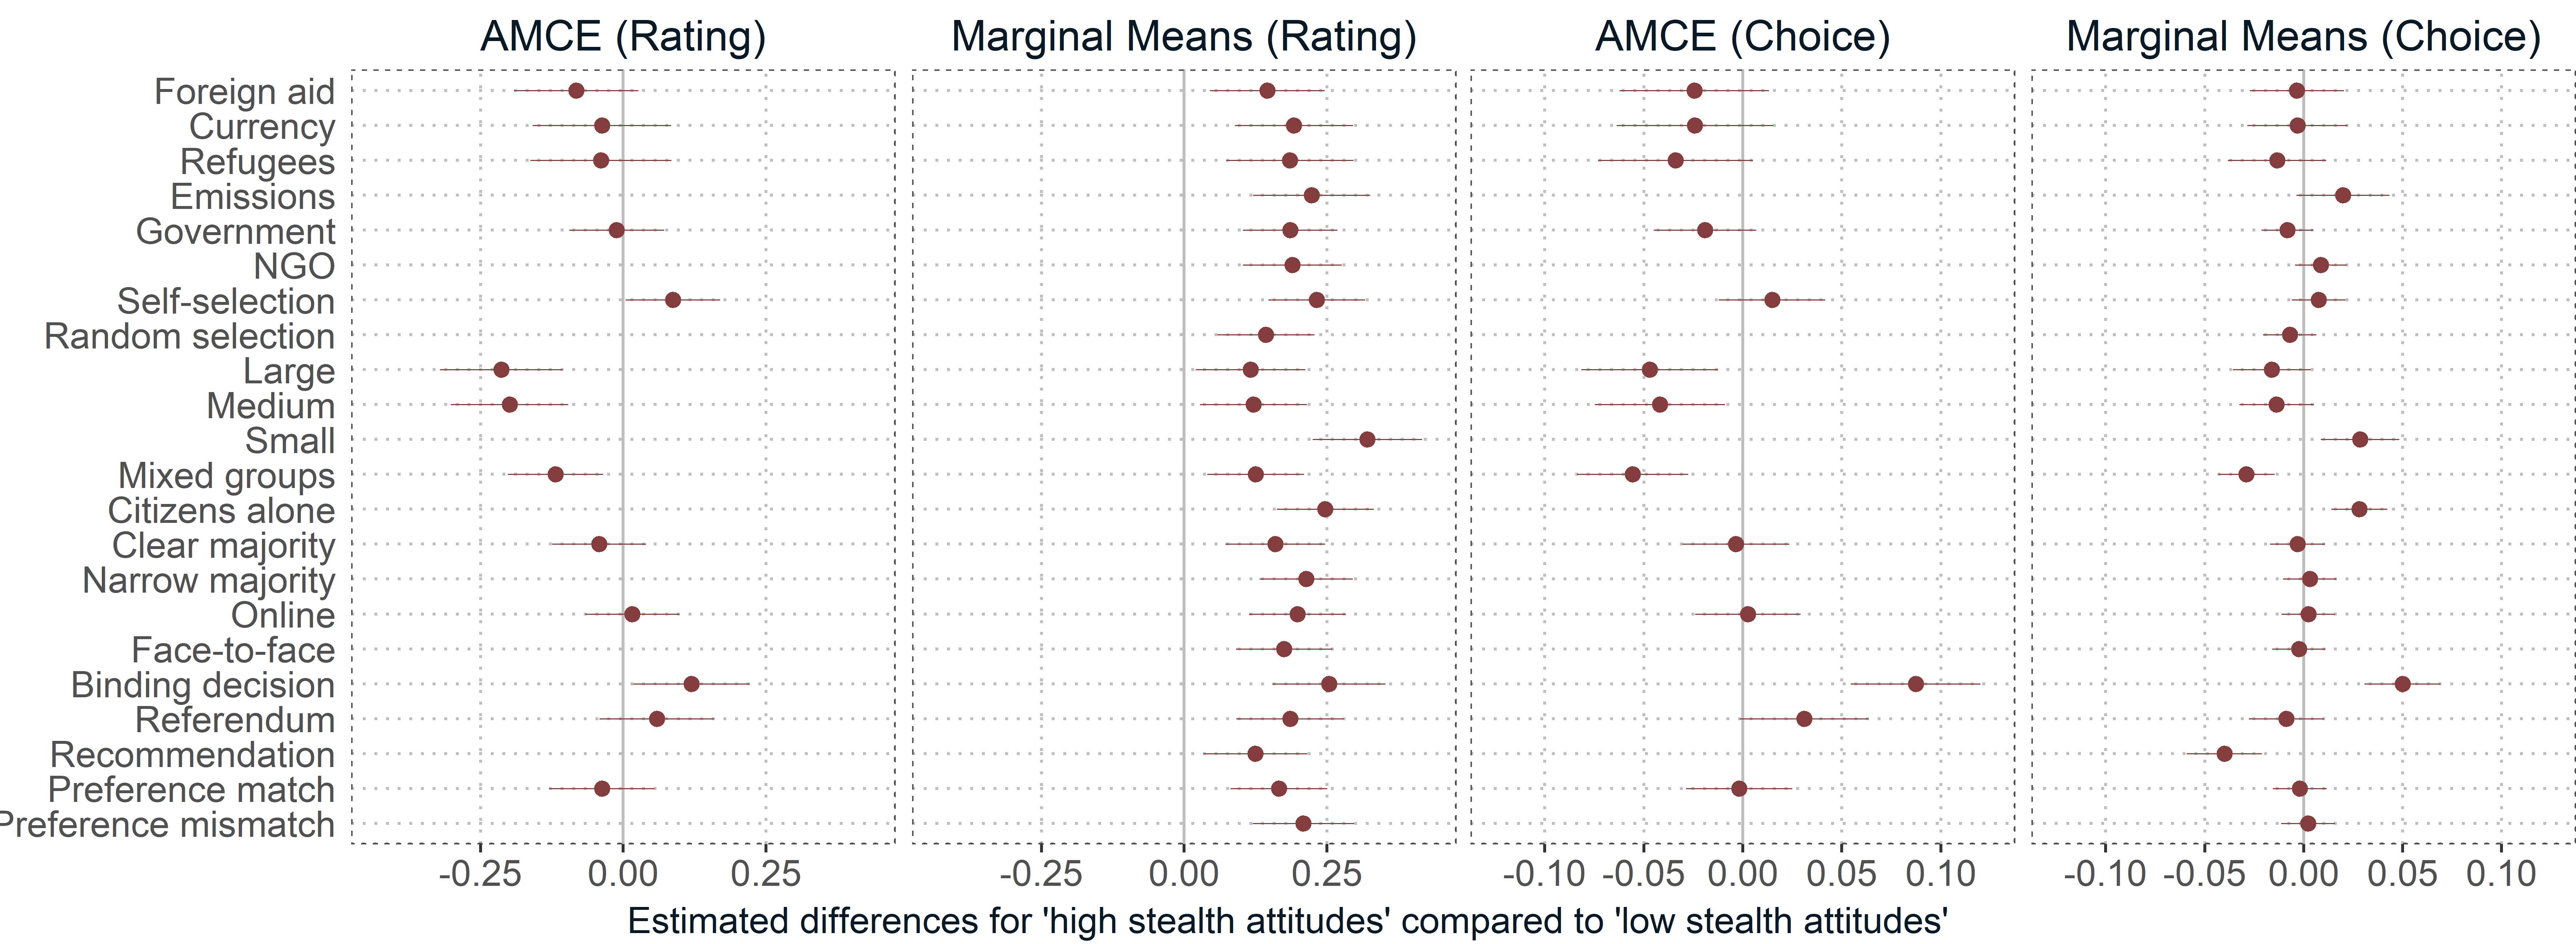 AMCE (Rating) Marginal Means (Rating) AMCE (Choice) Marginal Means (Choice)
Foreign aid
Currency
Refugees
Emissions
Government
NGO
Self-selection
Random selection
Large
Medium
Small
Mixed groups
Citizens alone
Clear majority
Narrow majority
Online
Face-to-face
Binding decision
Referendum
Recommendation
Preference match
Preference mismatch
-0.25 0.00 0.25 -0.25 0.00 0.25 -0.10 -0.05 0.00 0.05 0.10 -0.10 -0.05 0.00 0.05 0.10
Estimated differences for 'high stealth attitudes' compared to 'low stealth attitudes'